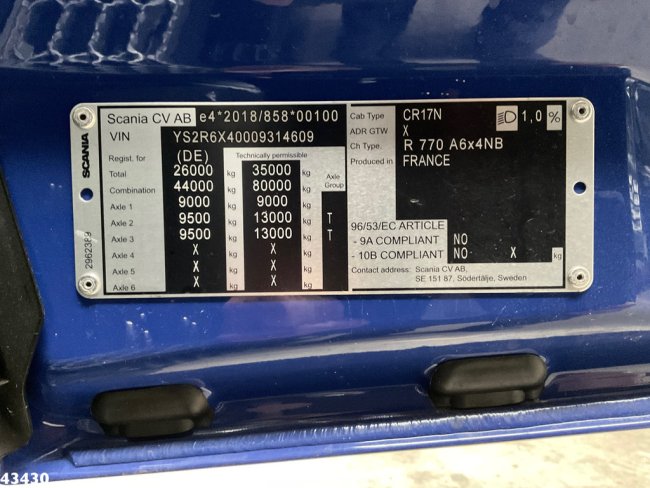 SCANIA
2962389
Scania CV AB e4*2018/858*00100
VIN YS2R6X40009314609
Regist. for (DE) Technically permissible
26000 kg 35000 kg Axle Group
Combination 44000 kg 80000 kg
Axle 1 9000 kg 9000 kg
Axle 2 9500 kg 13000 kg T
Axle 3 9500 kg 13000 kg T
Axle 4 X kg X kg
Axle 5 X kg X kg
Axle 6 X kg X kg
Cab Type CR17N 1,0 %
ADR GTW X
Ch. Type R 770 A6x4NB
Produced in FRANCE
96/53/EC ARTICLE
- 9A COMPLIANT NO
- 10B COMPLIANT NO X kg
Contact address: Scania CV AB,
SE 151 87, Södertälje, Sweden
43430